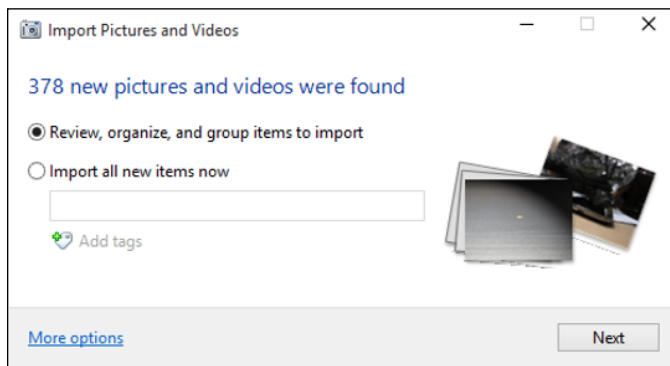 Import Pictures and Videos
378 new pictures and videos were found
Review, organize, and group items to import
Import all new items now
Add tags
More options
Next